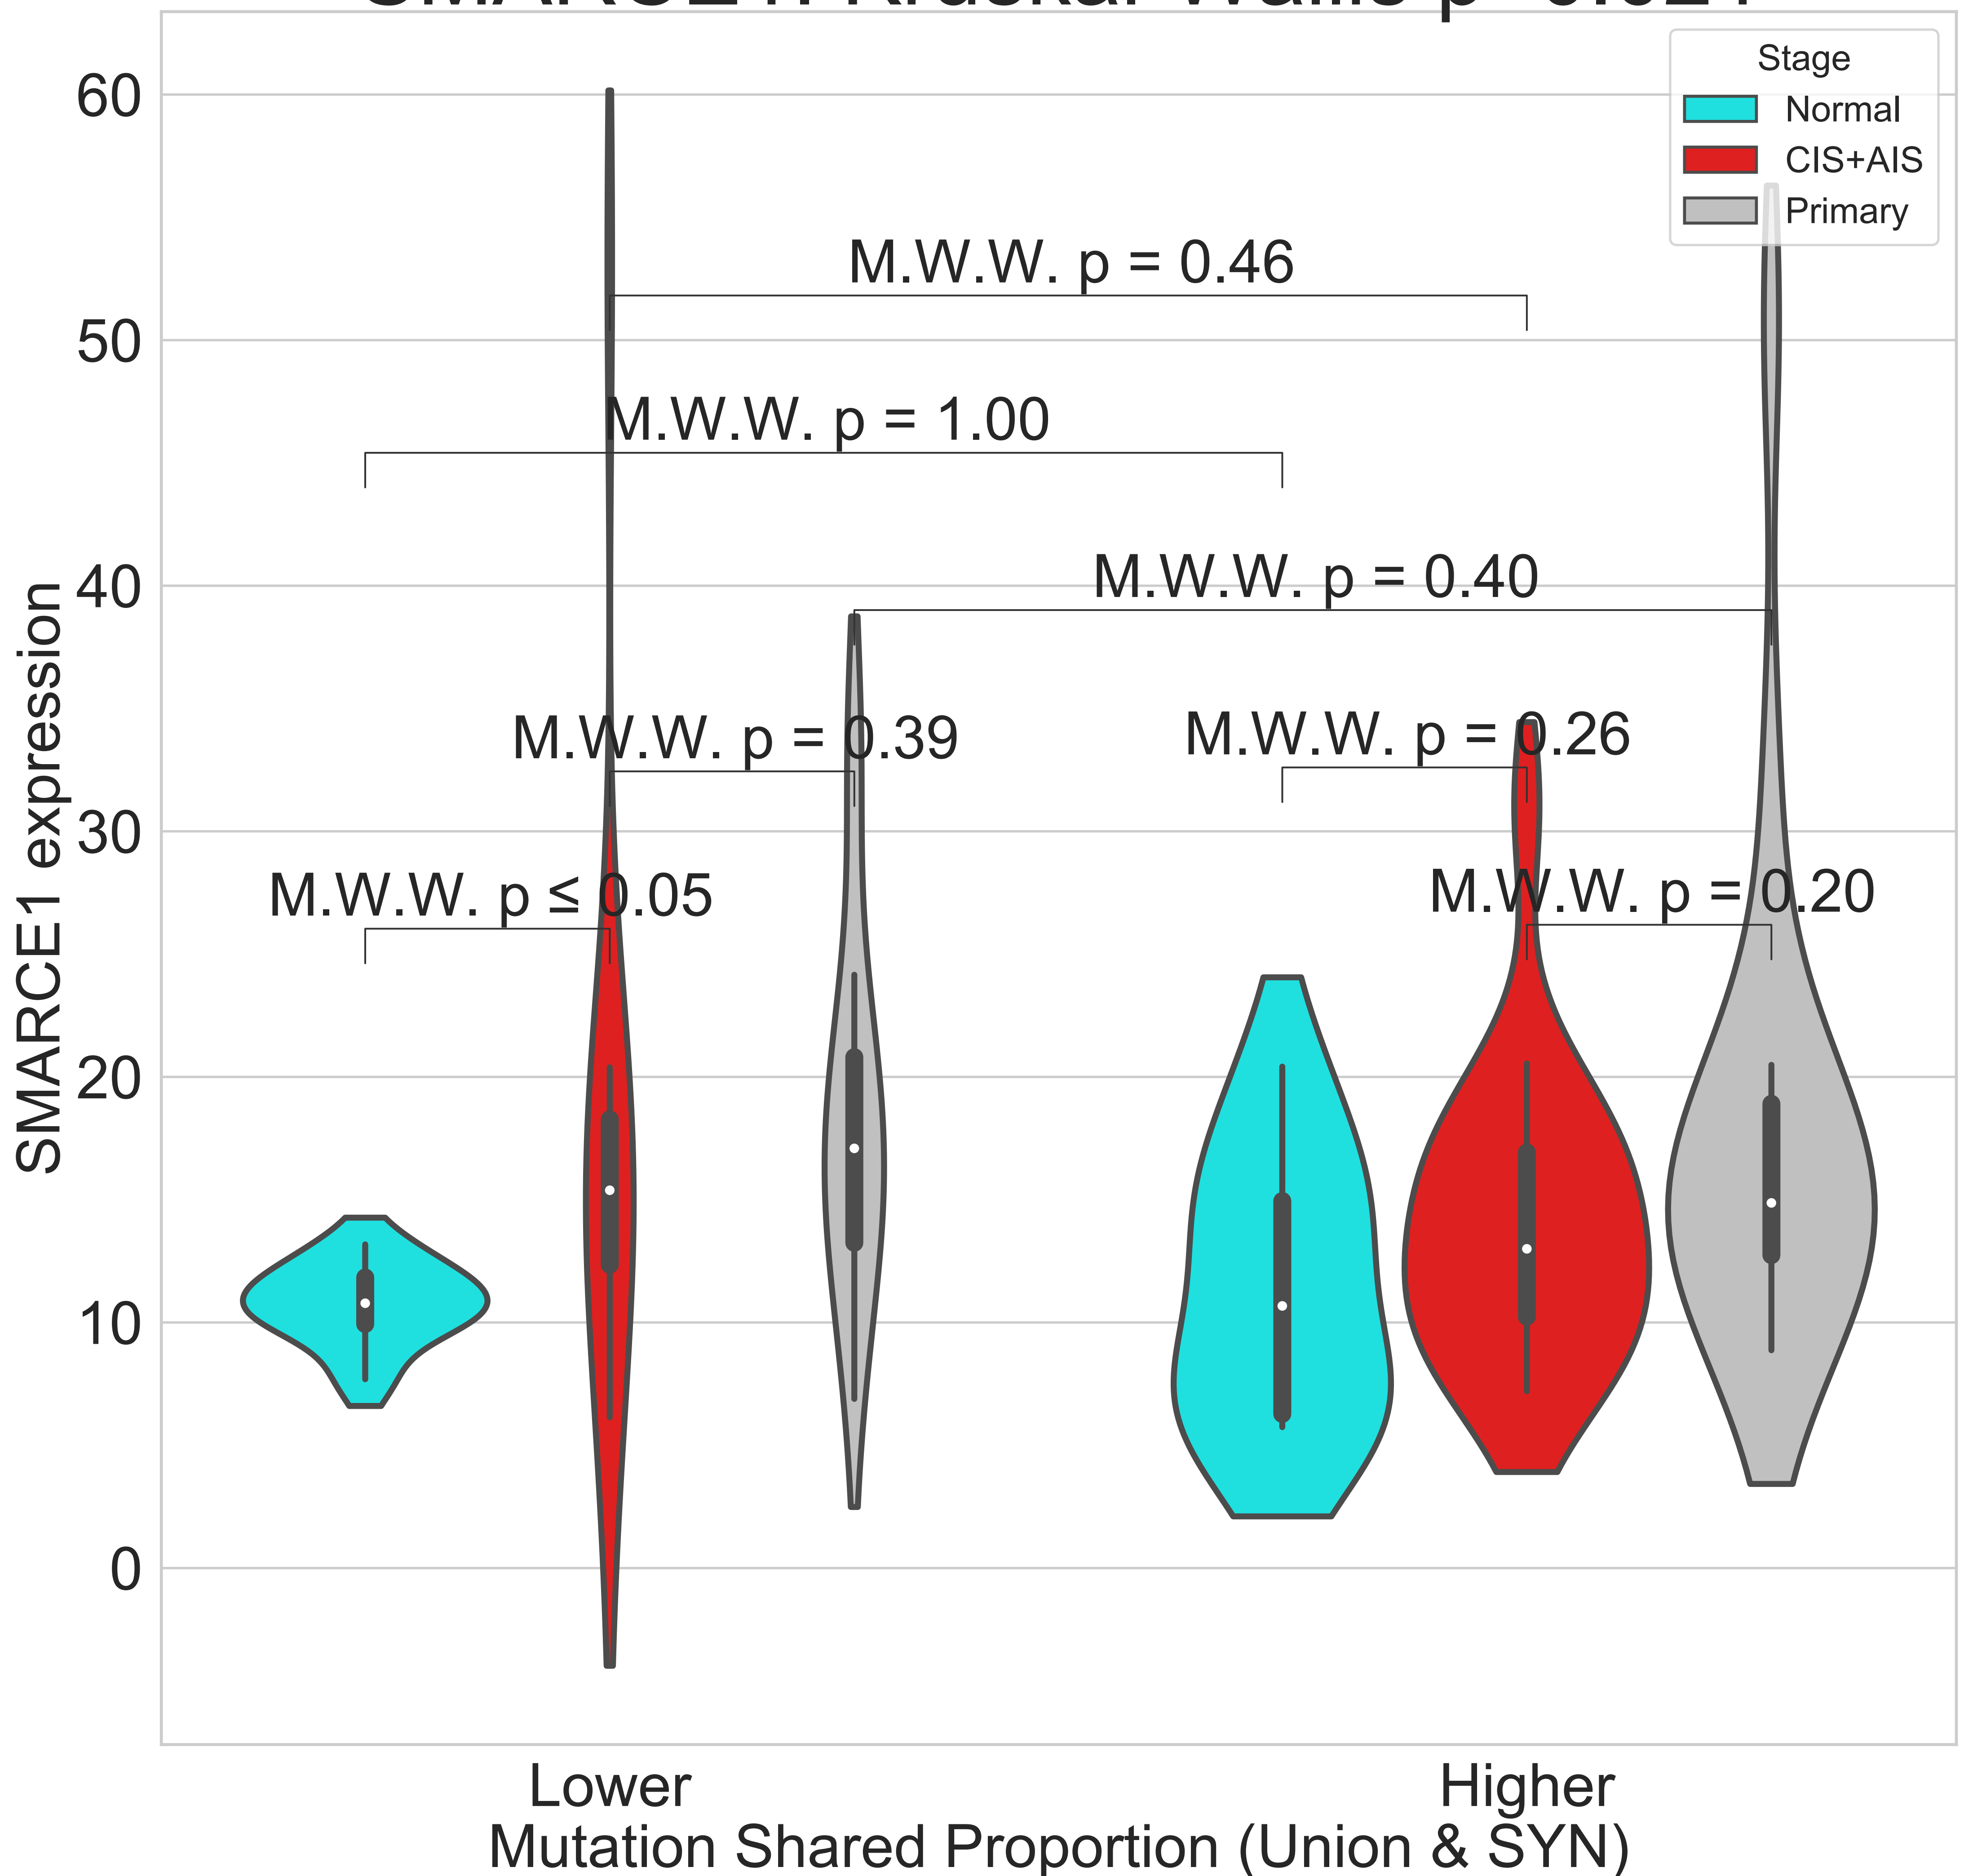 Stage
Normal
CIS+AIS
Primary
60
50
40
30
20
10
0
SMARCE1 expression
M.W.W. p = 0.46
M.W.W. p = 1.00
M.W.W. p = 0.40
M.W.W. p = 0.39
M.W.W. p = 0.26
M.W.W. p ≤ 0.05
M.W.W. p = 0.20
Lower
Higher
Mutation Shared Proportion (Union & SYN)